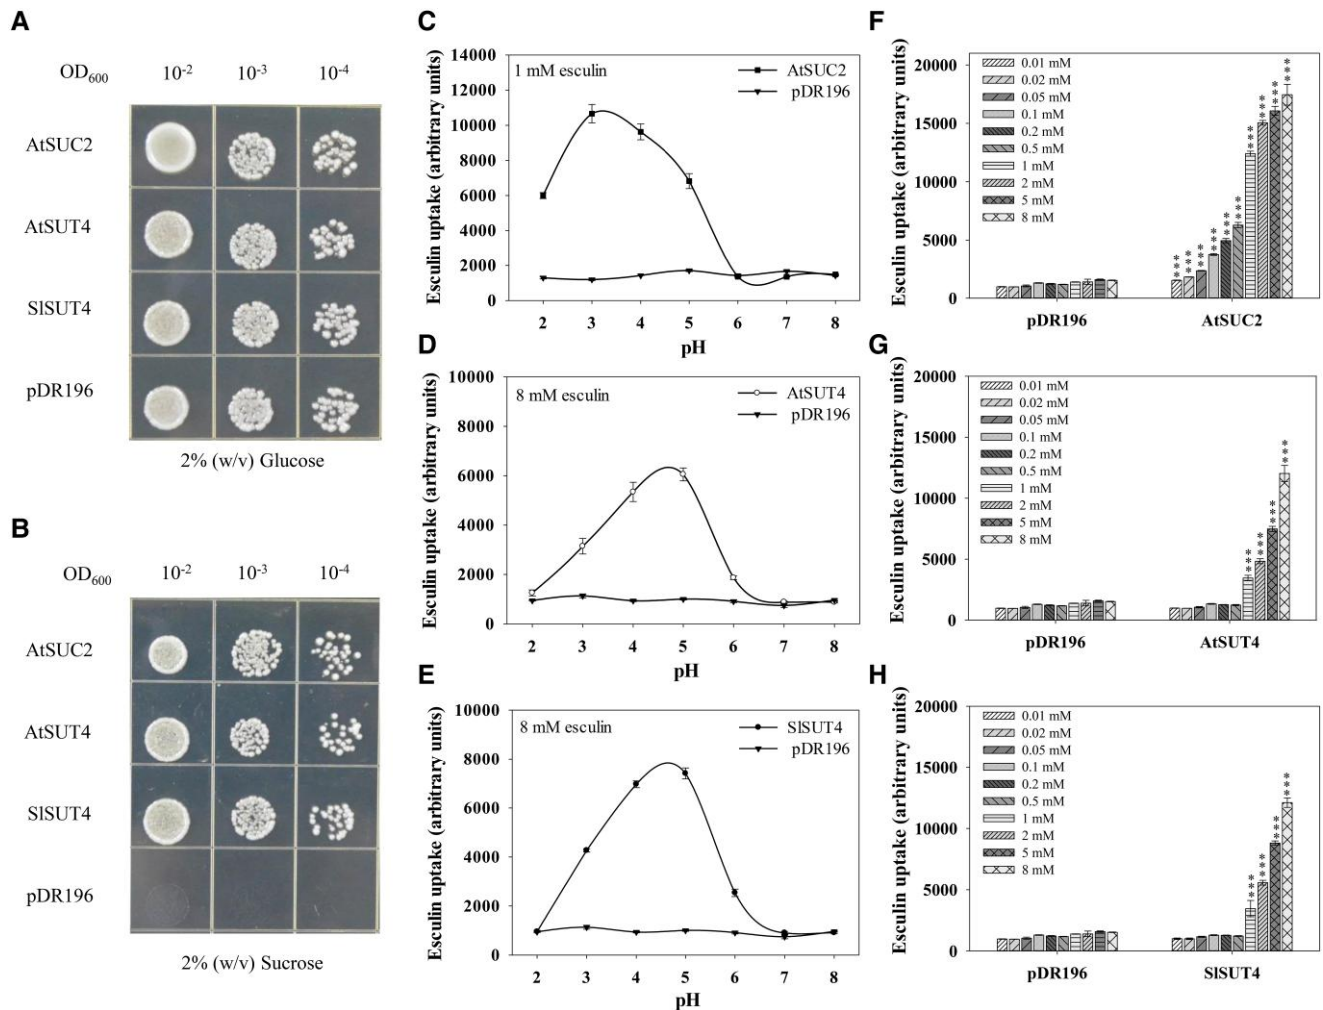 A
OD600 10-2 10-3 10-4
AtSUC2
AtSUT4
SlSUT4
pDR196
2% (w/v) Glucose
B
OD600 10-2 10-3 10-4
AtSUC2
AtSUT4
SlSUT4
pDR196
2% (w/v) Sucrose
C
Esculin uptake (arbitrary units)
14000
12000
10000
8000
6000
4000
2000
0
1 mM esculin
AtSUC2
pDR196
2 3 4 5 6 7 8
pH
D
Esculin uptake (arbitrary units)
10000
8000
6000
4000
2000
0
8 mM esculin
AtSUT4
pDR196
2 3 4 5 6 7 8
pH
E
Esculin uptake (arbitrary units)
10000
8000
6000
4000
2000
0
8 mM esculin
SlSUT4
pDR196
2 3 4 5 6 7 8
pH
F
Esculin uptake (arbitrary units)
20000
15000
10000
5000
0
0.01 mM
0.02 mM
0.05 mM
0.1 mM
0.2 mM
0.5 mM
1 mM
2 mM
5 mM
8 mM
*** *** *** *** *** *** *** *** *** ***
pDR196 AtSUC2
G
Esculin uptake (arbitrary units)
20000
15000
10000
5000
0
0.01 mM
0.02 mM
0.05 mM
0.1 mM
0.2 mM
0.5 mM
1 mM
2 mM
5 mM
8 mM
*** *** *** ***
pDR196 AtSUT4
H
Esculin uptake (arbitrary units)
20000
15000
10000
5000
0
0.01 mM
0.02 mM
0.05 mM
0.1 mM
0.2 mM
0.5 mM
1 mM
2 mM
5 mM
8 mM
*** *** *** ***
pDR196 SlSUT4